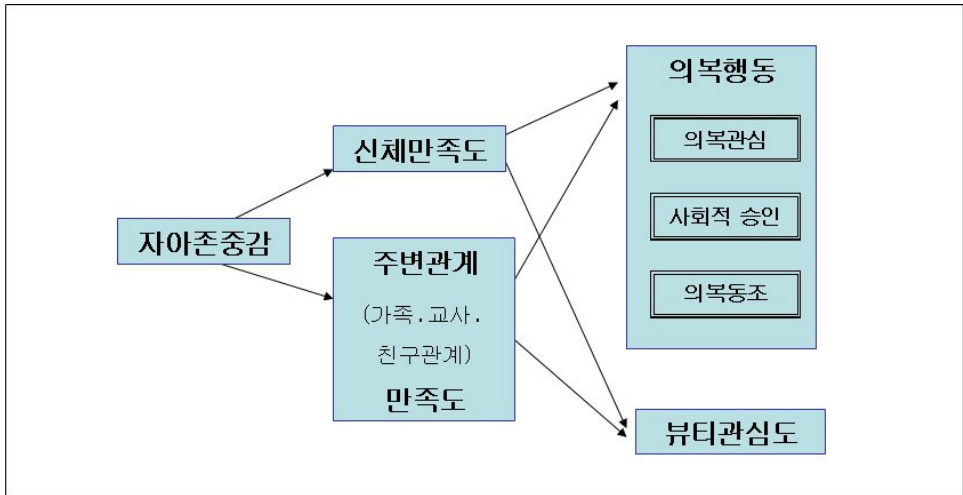 자아존중감
신체만족도
주변관계
(가족.교사.
친구관계)
만족도
의복행동
의복관심
사회적 승인
의복동조
뷰티관심도